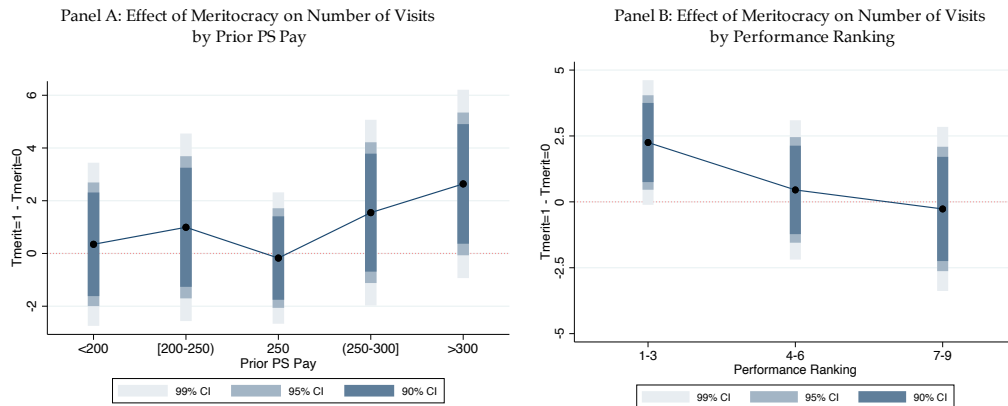 Panel A: Effect of Meritocracy on Number of Visits
by Prior PS Pay
Tmerit=1 - Tmerit=0
6
4
2
0
-2
<200
[200-250)
250
(250-300]
>300
Prior PS Pay
99% CI
95% CI
90% CI
Panel B: Effect of Meritocracy on Number of Visits
by Performance Ranking
Tmerit=1 - Tmerit=0
5
2.5
0
-2.5
-5
1-3
4-6
7-9
Performance Ranking
99% CI
95% CI
90% CI